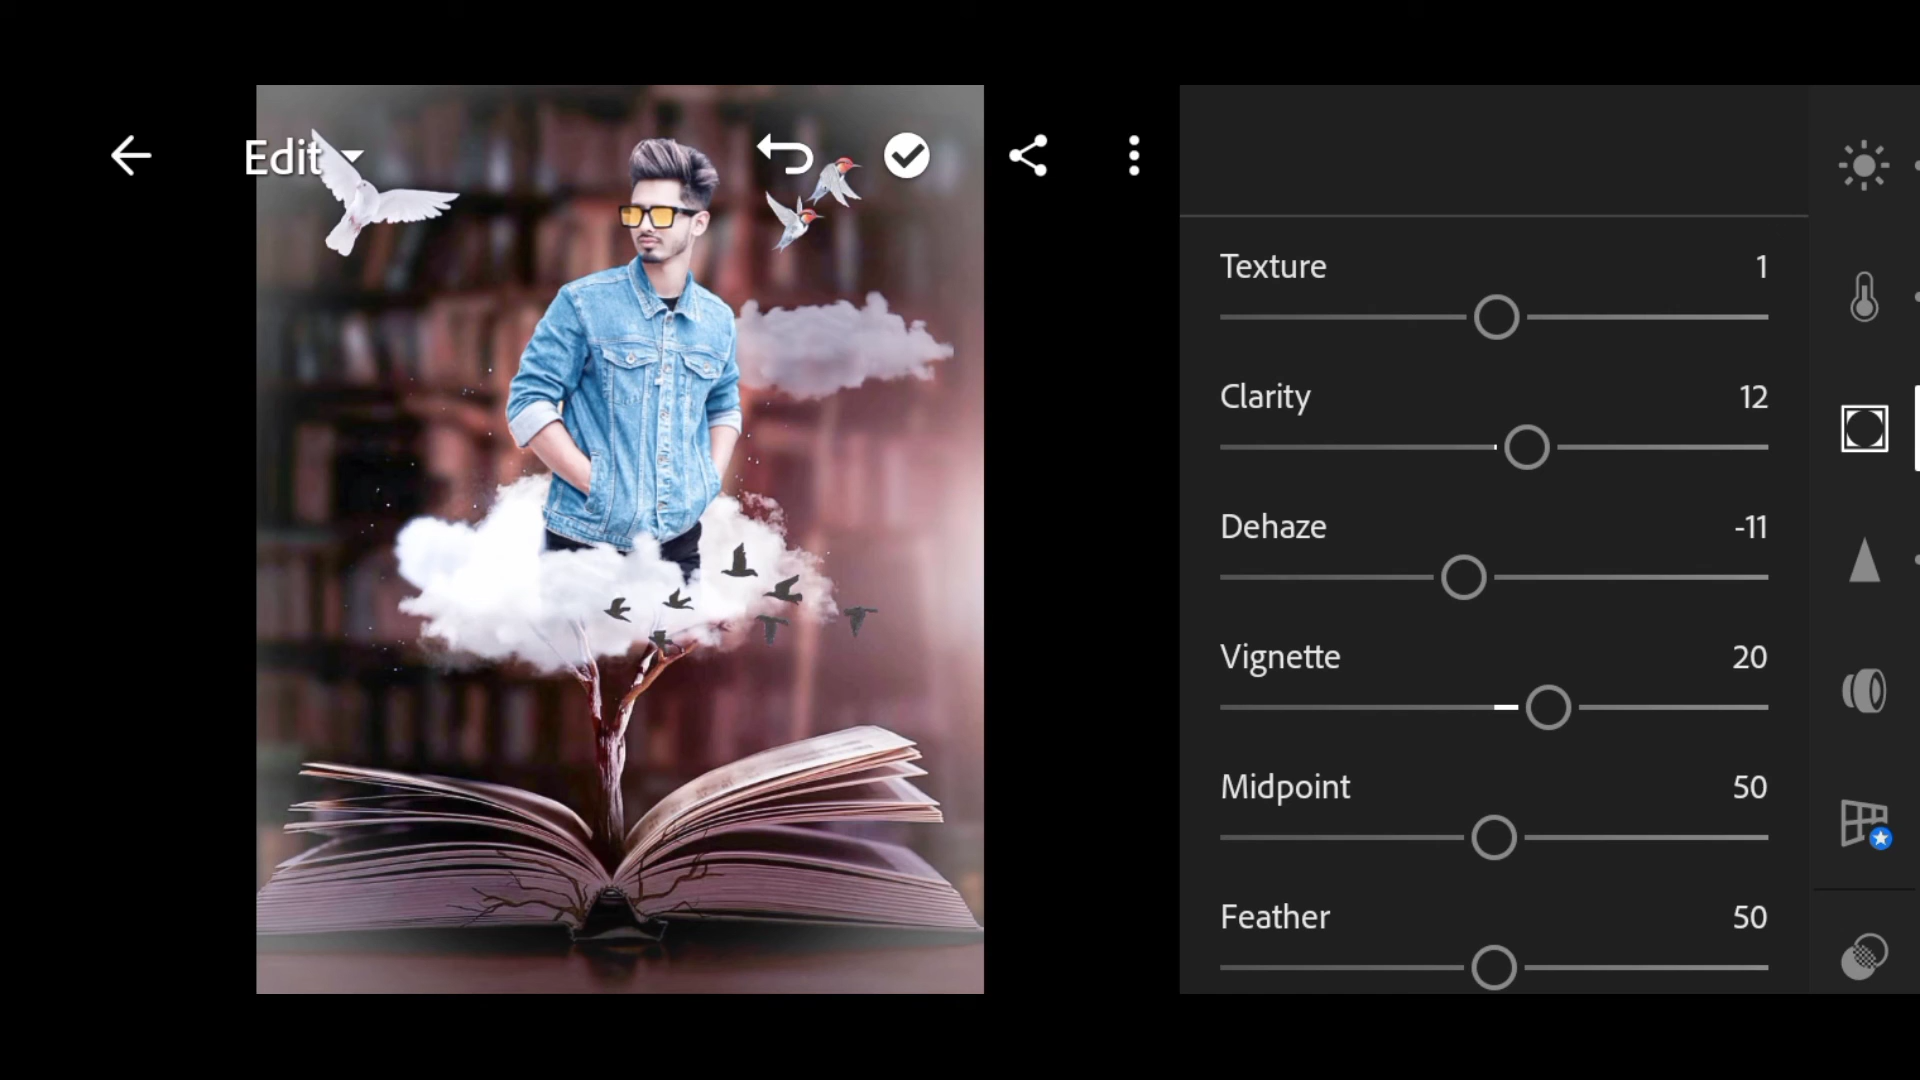 Edit
Texture 1
Clarity 12
Dehaze -11
Vignette 20
Midpoint 50
Feather 50